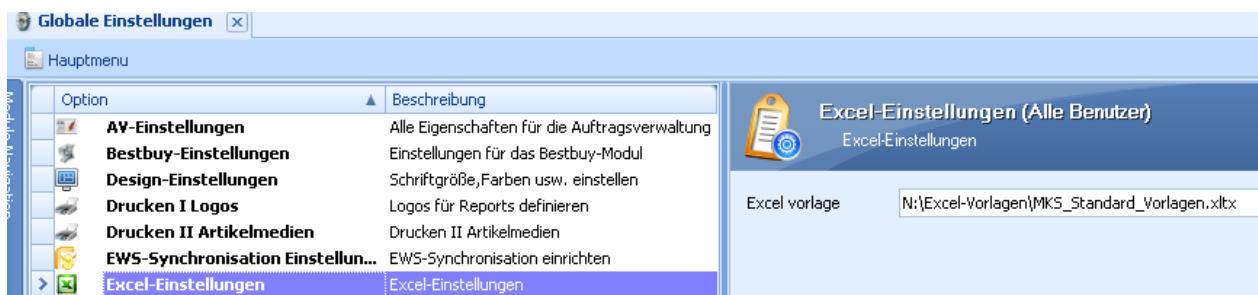 Globale Einstellungen
Hauptmenu
Option Beschreibung
AV-Einstellungen Alle Eigenschaften für die Auftragsverwaltung
Bestbuy-Einstellungen Einstellungen für das Bestbuy-Modul
Design-Einstellungen Schriftgröße,Farben usw. einstellen
Drucken I Logos Logos für Reports definieren
Drucken II Artikelmedien Drucken II Artikelmedien
EWS-Synchronisation Einstellun... EWS-Synchronisation einrichten
Excel-Einstellungen Excel-Einstellungen
Excel-Einstellungen (Alle Benutzer)
Excel-Einstellungen
Excel vorlage N:\Excel-Vorlagen\MKS_Standard_Vorlagen.xltx